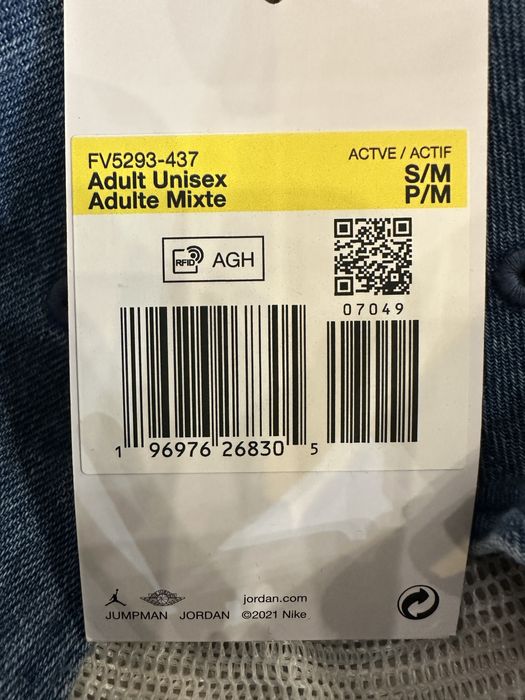 FV5293-437
Adult Unisex
Adulte Mixte
ACTVE / ACTIF
S/M
P/M
RFID AGH
07049
1 96976 26830 5
JUMPMAN JORDAN
jordan.com
©2021 Nike